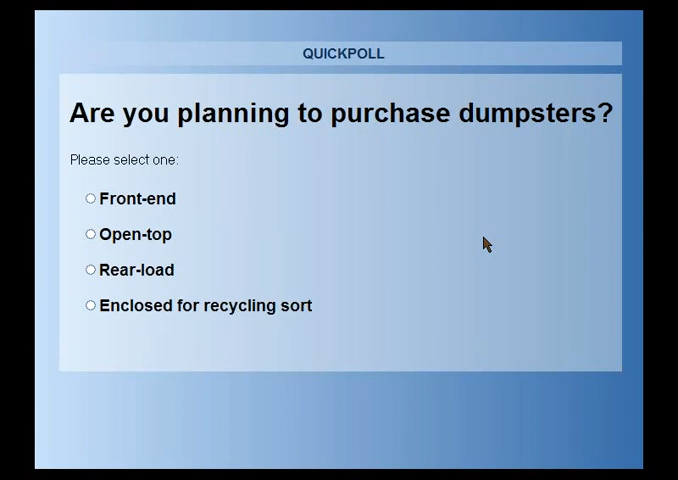 QUICKPOLL
Are you planning to purchase dumpsters?
Please select one:
Front-end
Open-top
Rear-load
Enclosed for recycling sort